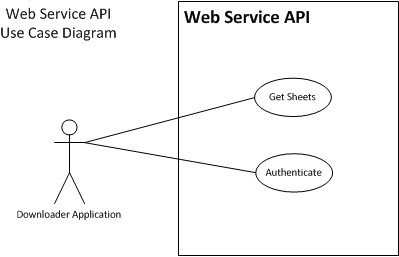 Web Service API
Use Case Diagram
Web Service API
Get Sheets
Authenticate
Downloader Application